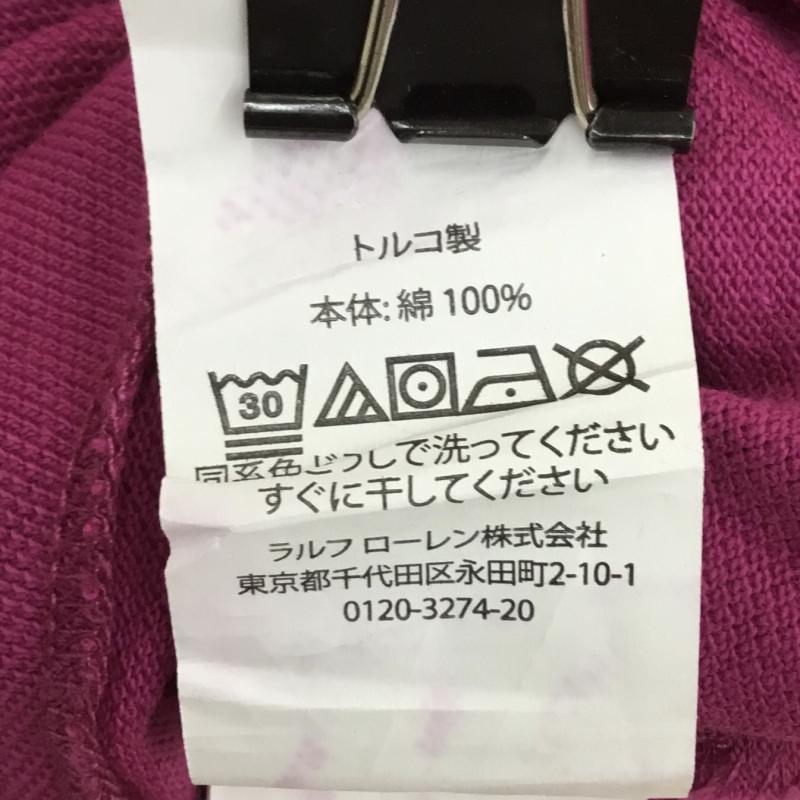 トルコ製
本体: 綿 100%
30
同系色どうしで洗ってください
すぐに干してください
ラルフ ローレン株式会社
東京都千代田区永田町2-10-1
0120-3274-20